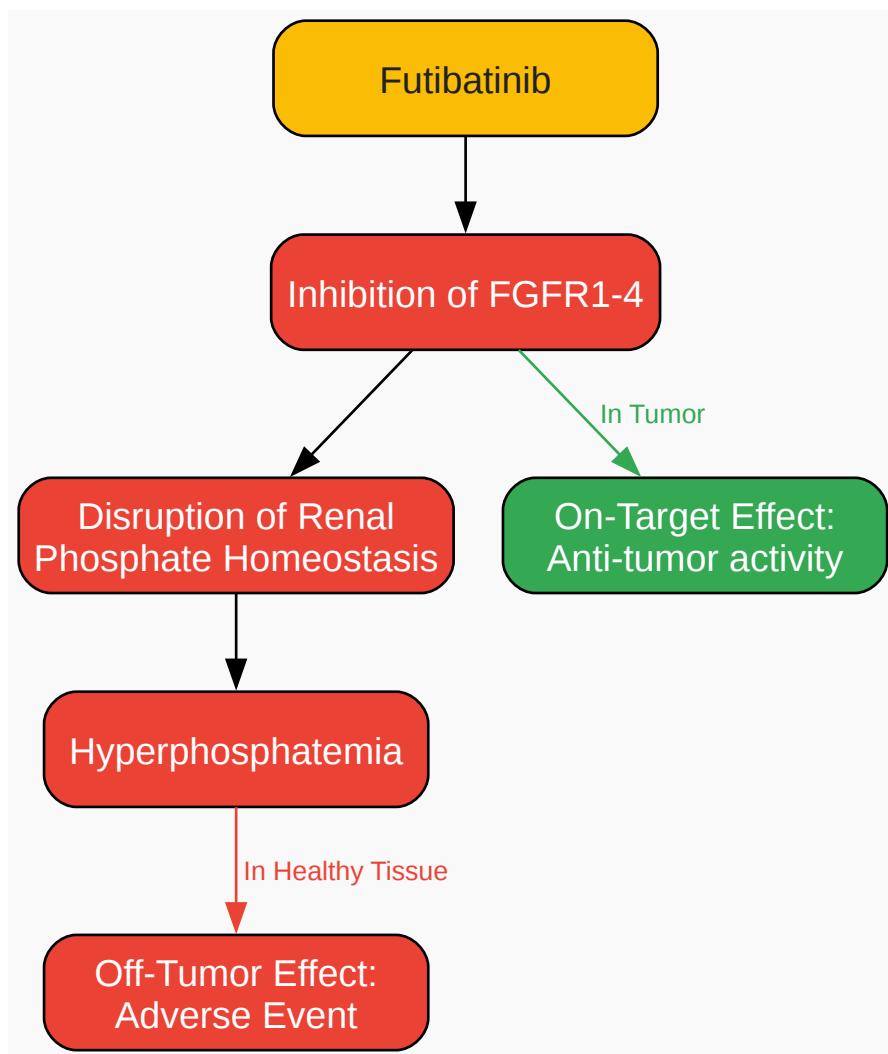 Futibatinib
Inhibition of FGFR1-4
In Tumor
Disruption of Renal
Phosphate Homeostasis
On-Target Effect:
Anti-tumor activity
Hyperphosphatemia
In Healthy Tissue
Off-Tumor Effect:
Adverse Event